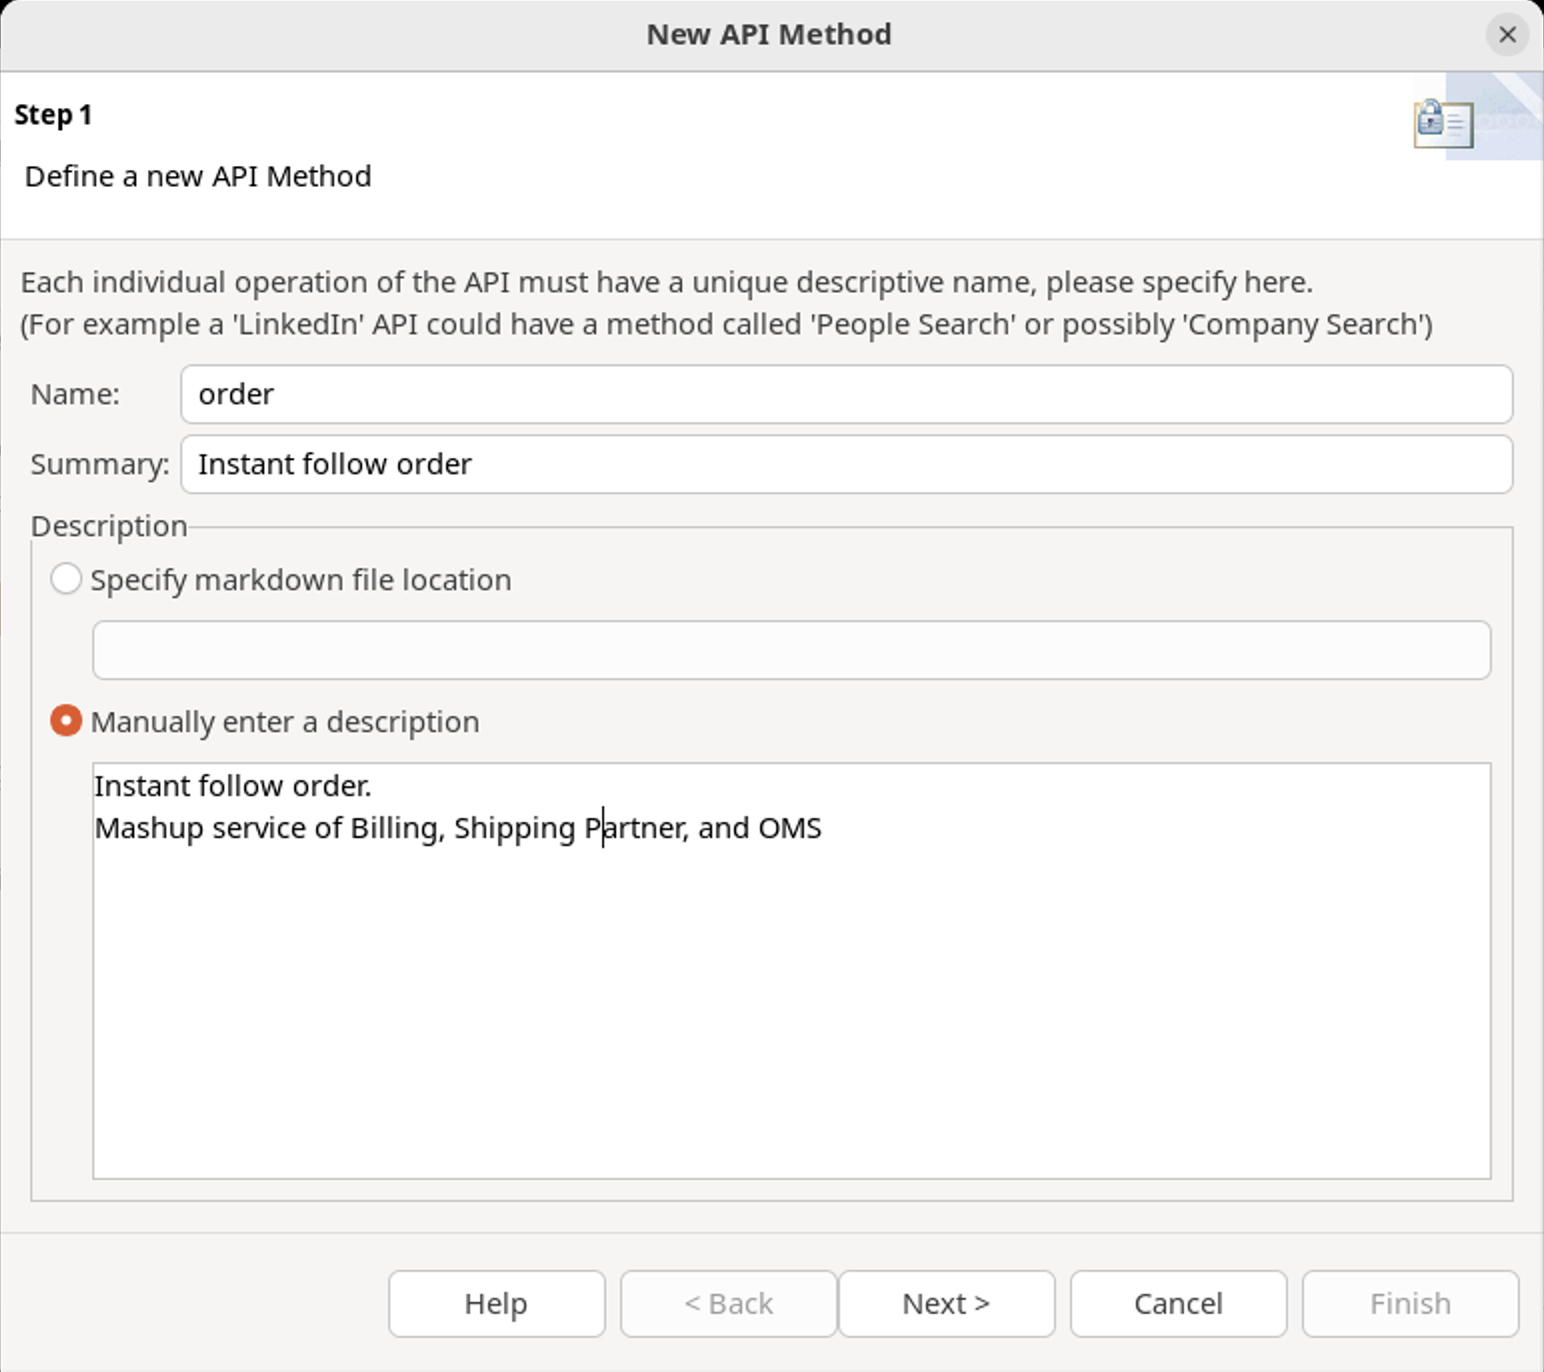 New API Method
Step 1
Define a new API Method
Each individual operation of the API must have a unique descriptive name, please specify here.
(For example a 'LinkedIn' API could have a method called 'People Search' or possibly 'Company Search')
Name: order
Summary: Instant follow order
Description
Specify markdown file location
Manually enter a description
Instant follow order.
Mashup service of Billing, Shipping Partner, and OMS
Help < Back Next > Cancel Finish